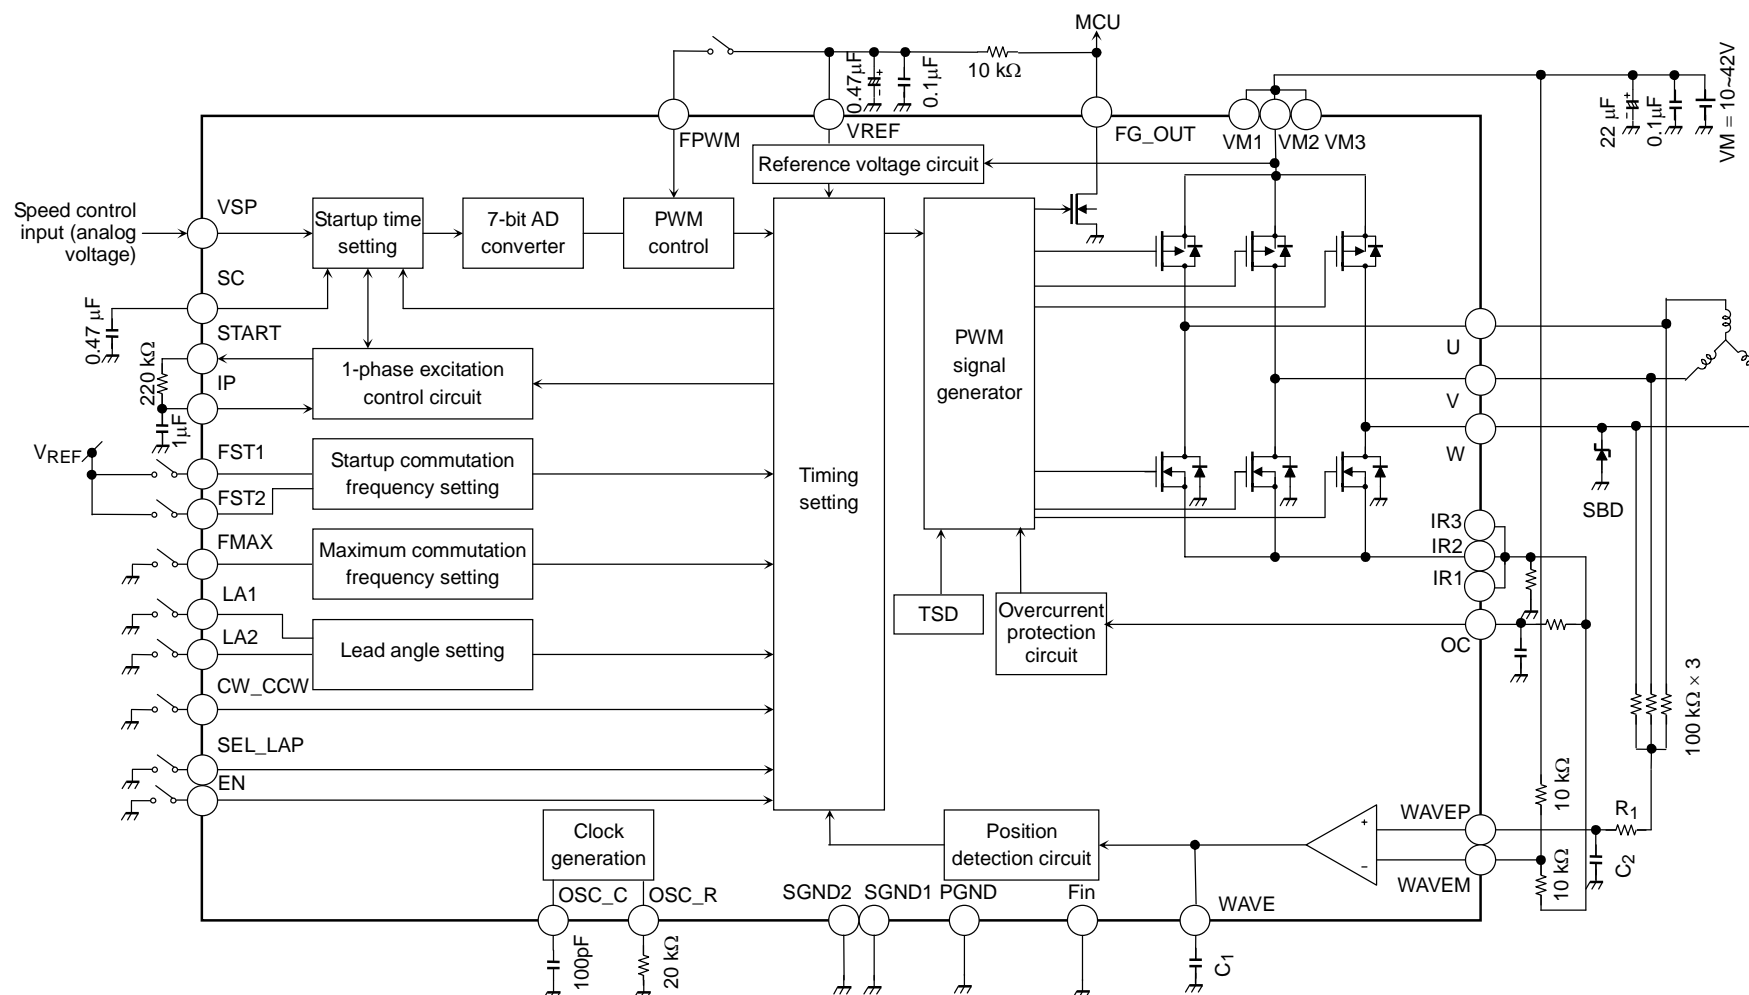 MCU
0.47µF
0.1µF
10 kΩ
- +
22 µF
- +
0.1µF
VM = 10~42V
FPWM
VREF
FG_OUT
VM1
VM2
VM3
Reference voltage circuit
Speed control
input (analog
voltage)
VSP
Startup time
setting
7-bit AD
converter
PWM
control
SC
0.47 µF
START
220 kΩ
IP
1µF
1-phase excitation
control circuit
PWM
signal
generator
U
V
W
VREF
FST1
FST2
Startup commutation
frequency setting
Timing
setting
SBD
FMAX
Maximum commutation
frequency setting
IR3
IR2
IR1
LA1
LA2
Lead angle setting
TSD
Overcurrent
protection
circuit
OC
CW_CCW
100 kΩ × 3
SEL_LAP
EN
10 kΩ
Clock
generation
Position
detection circuit
+
-
WAVEP
WAVEM
R1
C2
10 kΩ
OSC_C
OSC_R
SGND2
SGND1
PGND
Fin
WAVE
100pF
20 kΩ
C1